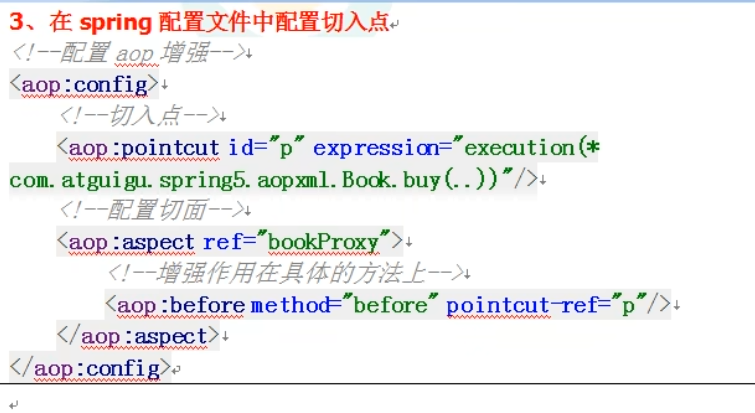 3、在 spring 配置文件中配置切入点
<!--配置 aop 增强-->
<aop:config>
<!--切入点-->
<aop:pointcut id="p" expression="execution(*
com.atguigu.spring5.aopxml.Book.buy(..))"/>
<!--配置切面-->
<aop:aspect ref="bookProxy">
<!--增强作用在具体的方法上-->
<aop:before method="before" pointcut-ref="p"/>
</aop:aspect>
</aop:config>